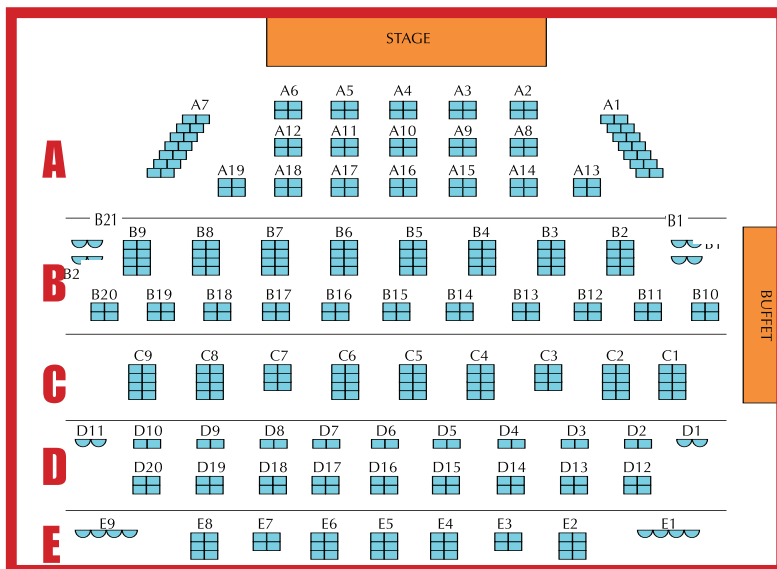 STAGE
A7 A6 A5 A4 A3 A2 A1
A12 A11 A10 A9 A8
A
A19 A18 A17 A16 A15 A14 A13
B21 B1
B9 B8 B7 B6 B5 B4 B3 B2
B2
B
B20 B19 B18 B17 B16 B15 B14 B13 B12 B11 B10
BUFFET
C9 C8 C7 C6 C5 C4 C3 C2 C1
C
D11 D10 D9 D8 D7 D6 D5 D4 D3 D2 D1
D
D20 D19 D18 D17 D16 D15 D14 D13 D12
E9 E8 E7 E6 E5 E4 E3 E2 E1
E